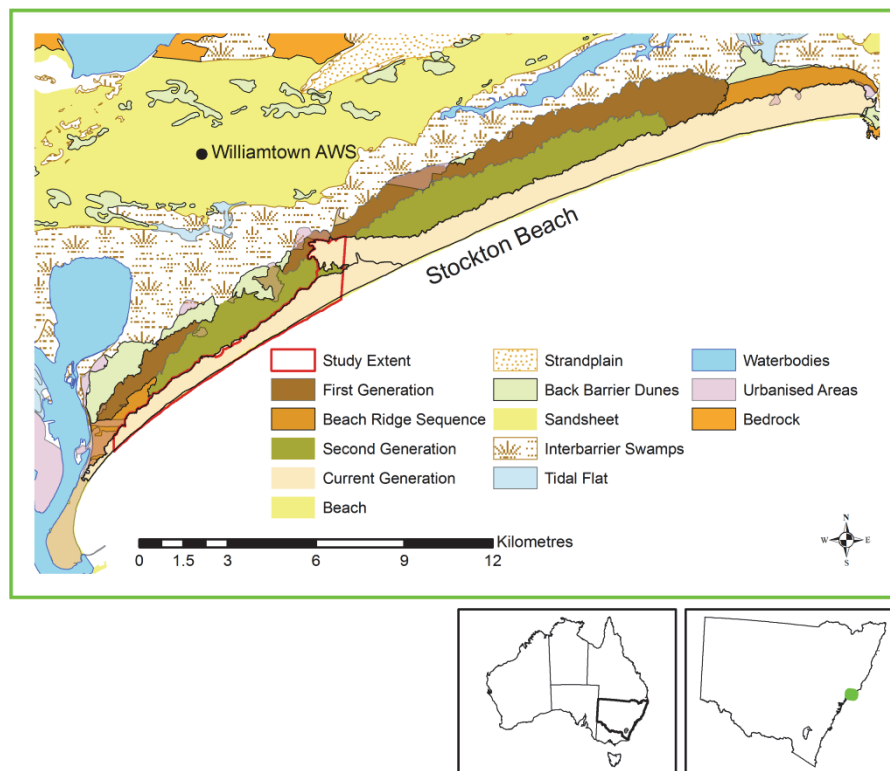 Williamtown AWS
Stockton Beach
Study Extent
First Generation
Beach Ridge Sequence
Second Generation
Current Generation
Beach
Strandplain
Back Barrier Dunes
Sandsheet
Interbarrier Swamps
Tidal Flat
Waterbodies
Urbanised Areas
Bedrock
Kilometres
0 1.5 3 6 9 12
N
W E
S